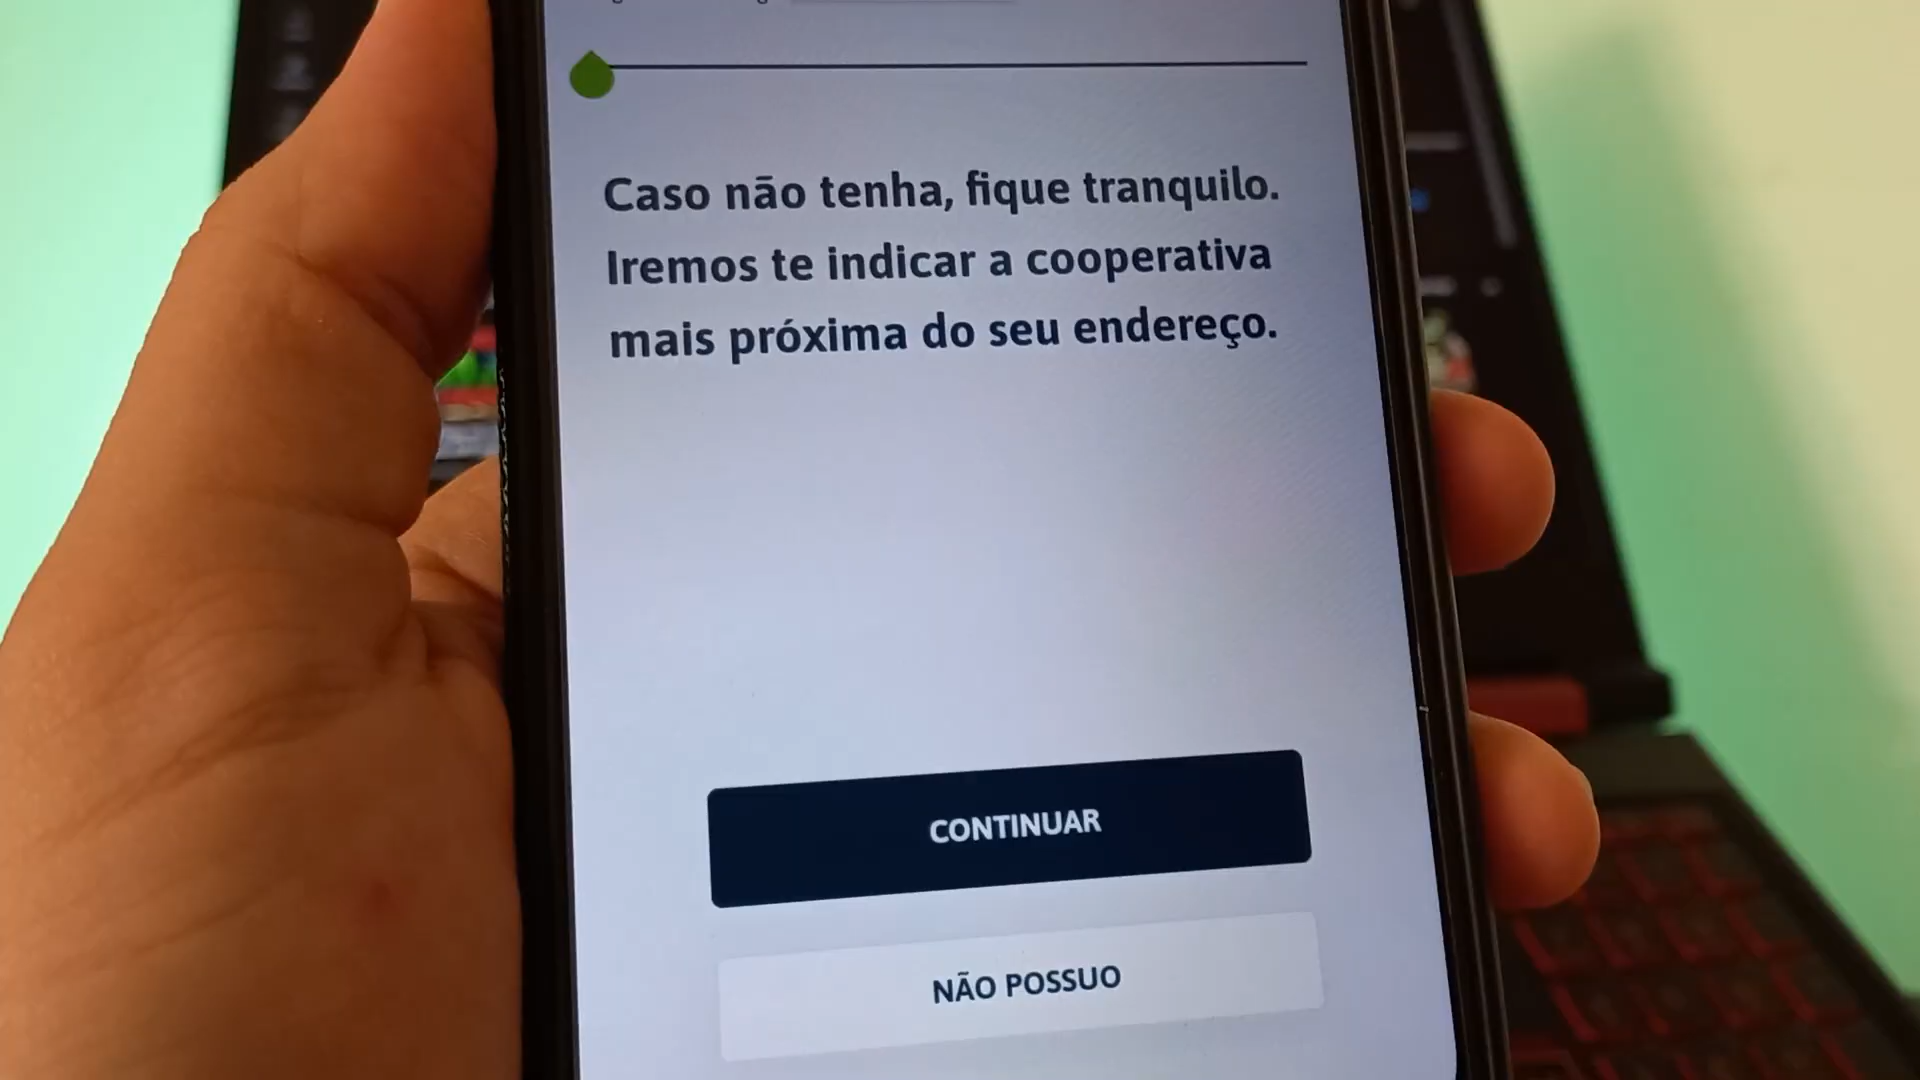 Caso não tenha, fique tranquilo.
Iremos te indicar a cooperativa
mais próxima do seu endereço.
CONTINUAR
NÃO POSSUO